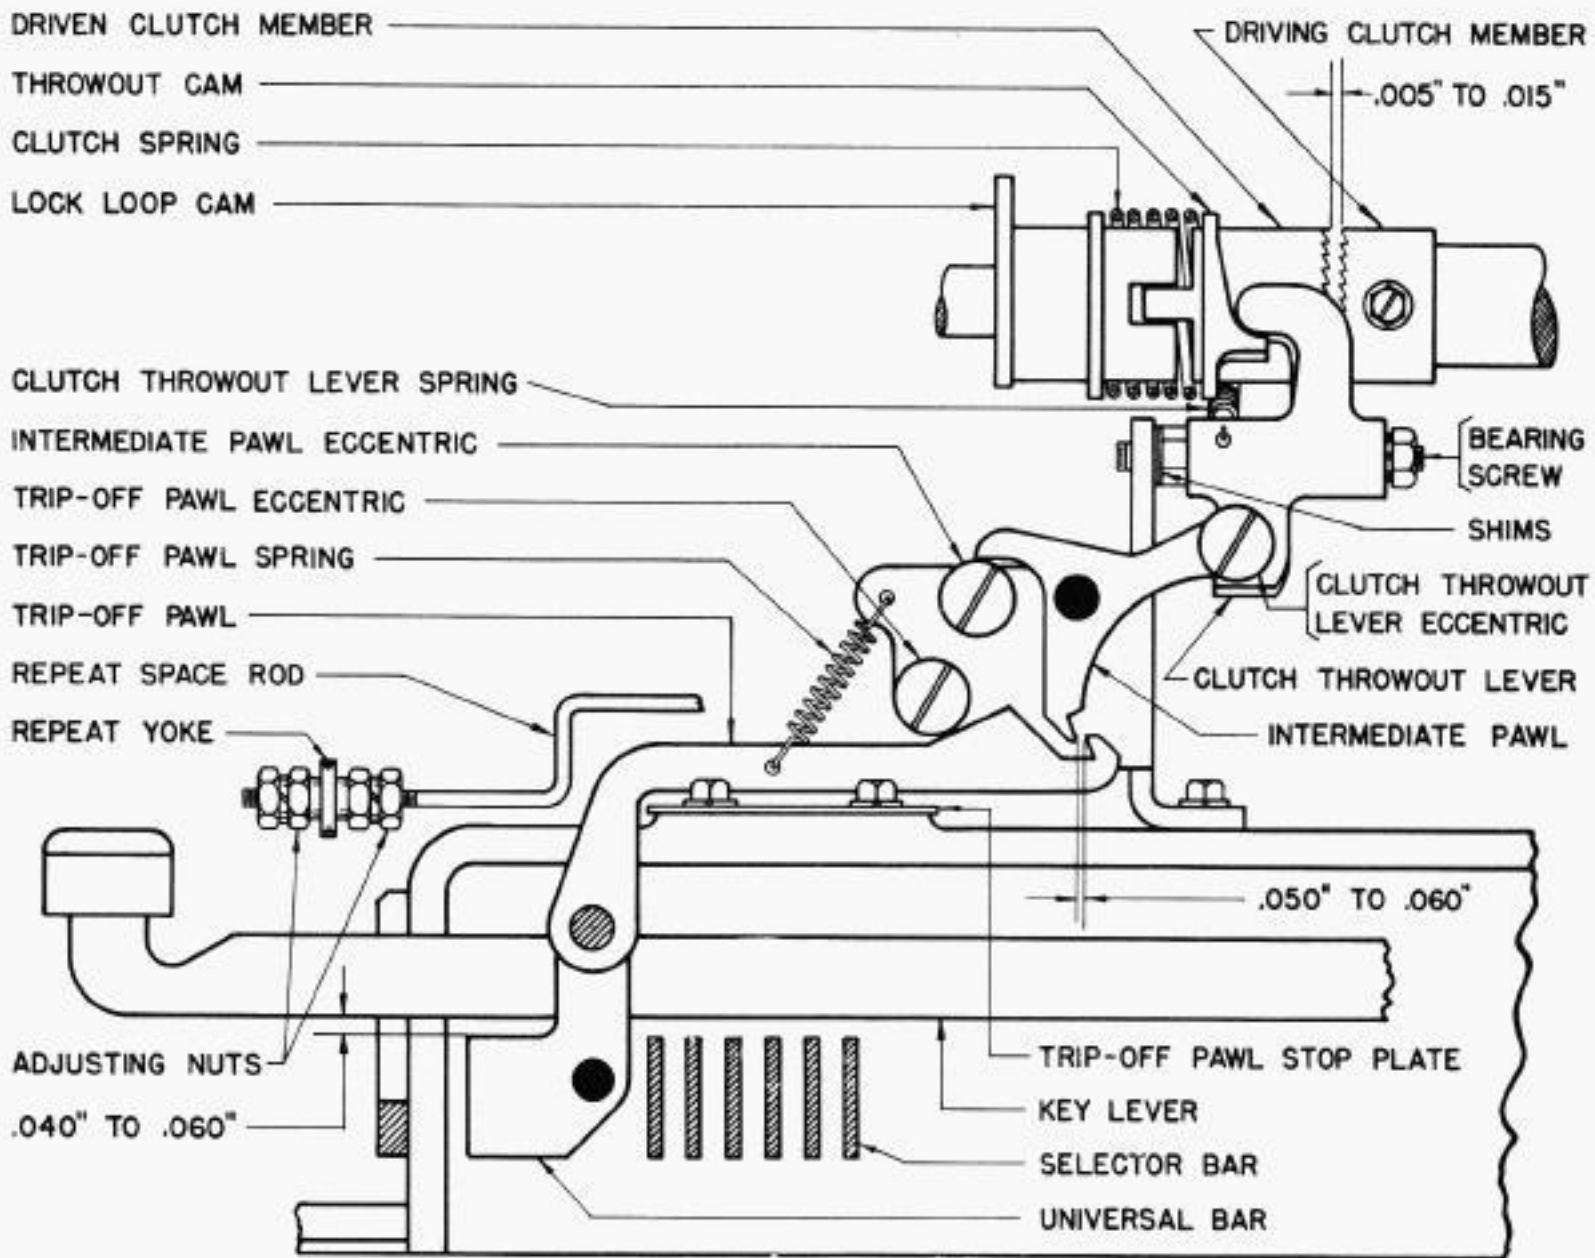 DRIVEN CLUTCH MEMBER
DRIVING CLUTCH MEMBER
THROWOUT CAM
.005" TO .015"
CLUTCH SPRING
LOCK LOOP CAM
CLUTCH THROWOUT LEVER SPRING
INTERMEDIATE PAWL ECCENTRIC
BEARING
SCREW
TRIP-OFF PAWL ECCENTRIC
SHIMS
TRIP-OFF PAWL SPRING
CLUTCH THROWOUT
LEVER ECCENTRIC
TRIP-OFF PAWL
REPEAT SPACE ROD
CLUTCH THROWOUT LEVER
REPEAT YOKE
INTERMEDIATE PAWL
.050" TO .060"
ADJUSTING NUTS
TRIP-OFF PAWL STOP PLATE
.040" TO .060"
KEY LEVER
SELECTOR BAR
UNIVERSAL BAR